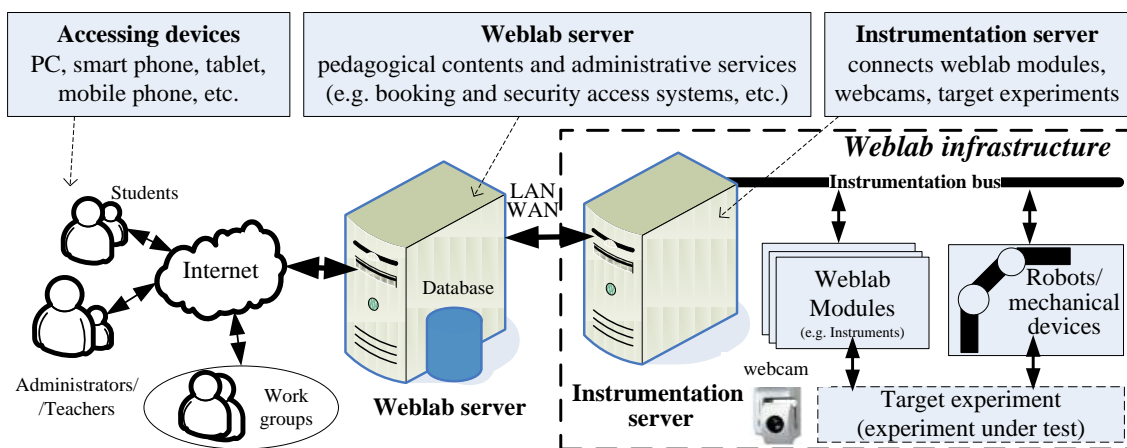 Accessing devices
PC, smart phone, tablet,
mobile phone, etc.
Weblab server
pedagogical contents and administrative services
(e.g. booking and security access systems, etc.)
Instrumentation server
connects weblab modules,
webcams, target experiments
Weblab infrastructure
Instrumentation bus
Students
LAN
WAN
Internet
Database
Weblab
Modules
(e.g. Instruments)
Robots/
mechanical
devices
Administrators/
/Teachers
Work
groups
Weblab server
Instrumentation
server
webcam
Target experiment
(experiment under test)